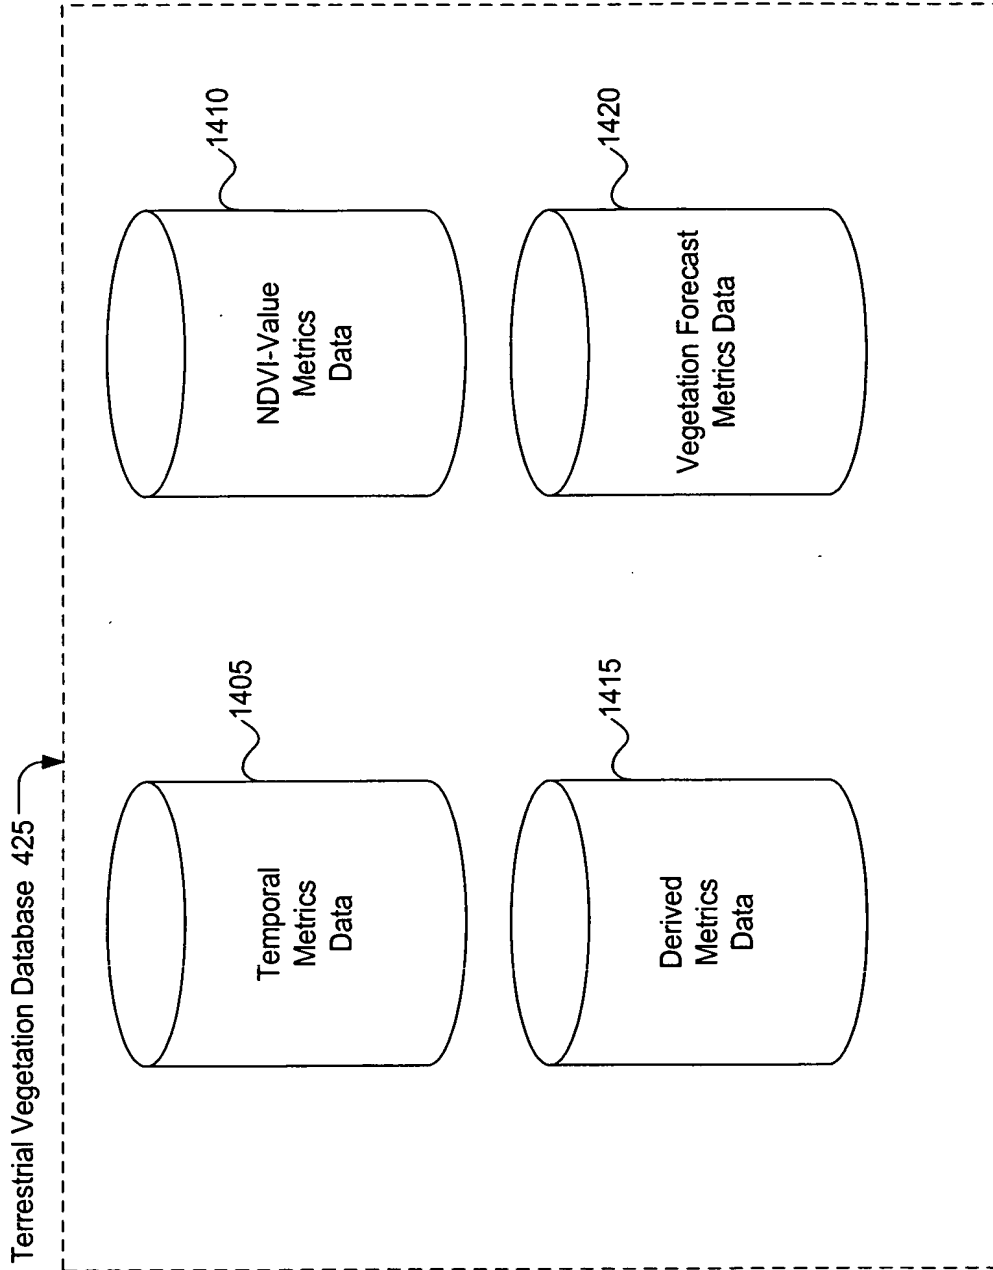 Terrestrial Vegetation Database 425
Temporal
Metrics
Data
1405
NDVI-Value
Metrics
Data
1410
Derived
Metrics
Data
1415
Vegetation Forecast
Metrics Data
1420